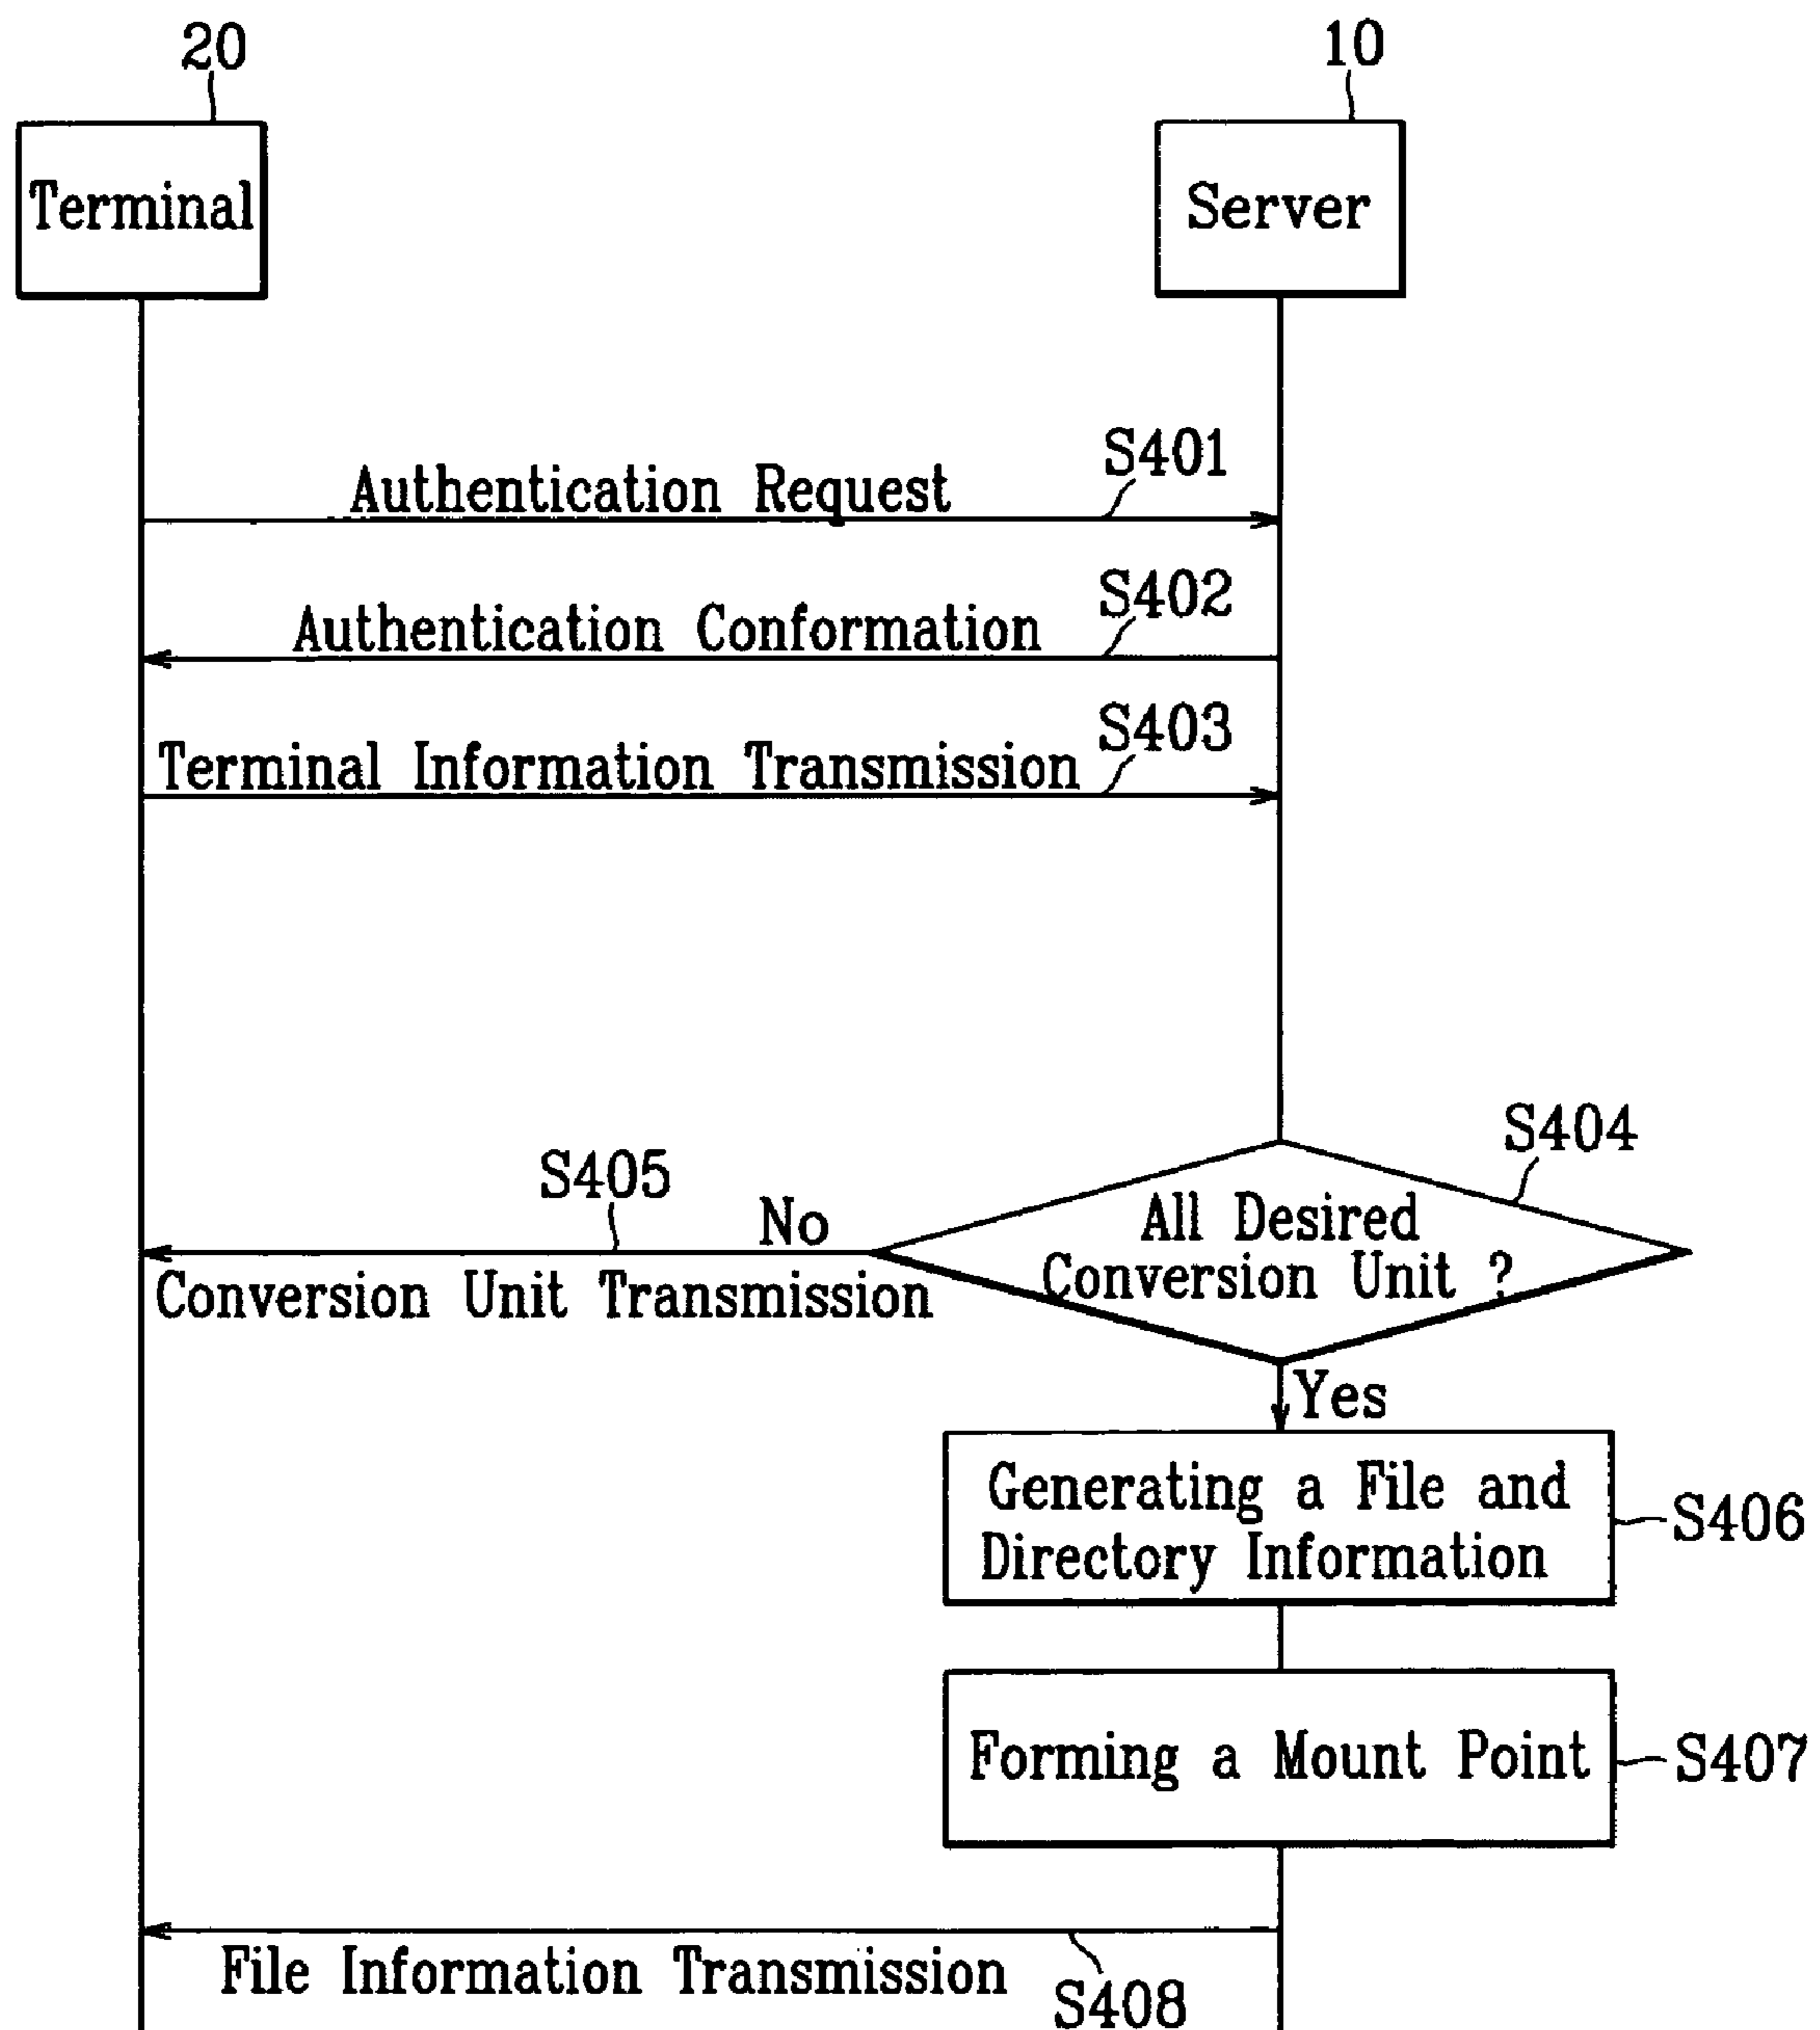 20
10
Terminal
Server
S401
Authentication Request
S402
Authentication Conformation
S403
Terminal Information Transmission
S404
S405
No
All Desired
Conversion Unit ?
Conversion Unit Transmission
Yes
Generating a File and
Directory Information
S406
Forming a Mount Point
S407
File Information Transmission
S408